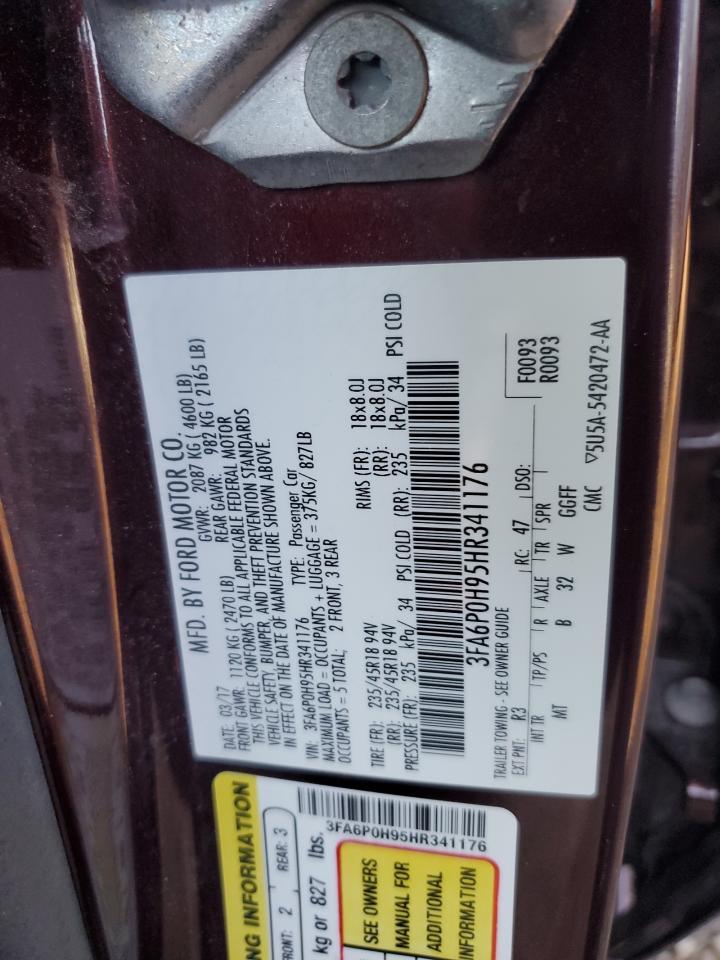 MFD. BY FORD MOTOR CO.
DATE: 03/17 GVWR: 2087 KG ( 4600 LB)
FRONT GAWR: 1120 KG ( 2470 LB) REAR GAWR: 982 KG ( 2165 LB)
THIS VEHICLE CONFORMS TO ALL APPLICABLE FEDERAL MOTOR
VEHICLE SAFETY, BUMPER, AND THEFT PREVENTION STANDARDS
IN EFFECT ON THE DATE OF MANUFACTURE SHOWN ABOVE.
VIN: 3FA6P0H95HR341176 TYPE: Passenger Car
MAXIMUM LOAD = OCCUPANTS + LUGGAGE = 375KG/ 827LB
OCCUPANTS = 5 TOTAL; 2 FRONT, 3 REAR
TIRE (FR): 235/45R18 94V RIMS (FR): 18x8.0J
(RR): 235/45R18 94V (RR): 18x8.0J
PRESSURE (FR): 235 kPa/ 34 PSI COLD (RR): 235 kPa/ 34 PSI COLD
3FA6P0H95HR341176
TRAILER TOWING - SEE OWNER GUIDE
F0093
R0093
EXT PNT: R3 RC: 47 DSO:
INT TR TP/PS R AXLE TR SPR
MT B 32 W GGFF
CMC ▽5U5A-5420472-AA
NG INFORMATION
FRONT: 2 REAR: 3
kg or 827 lbs.
3FA6P0H95HR341176
SEE OWNERS
MANUAL FOR
ADDITIONAL
INFORMATION